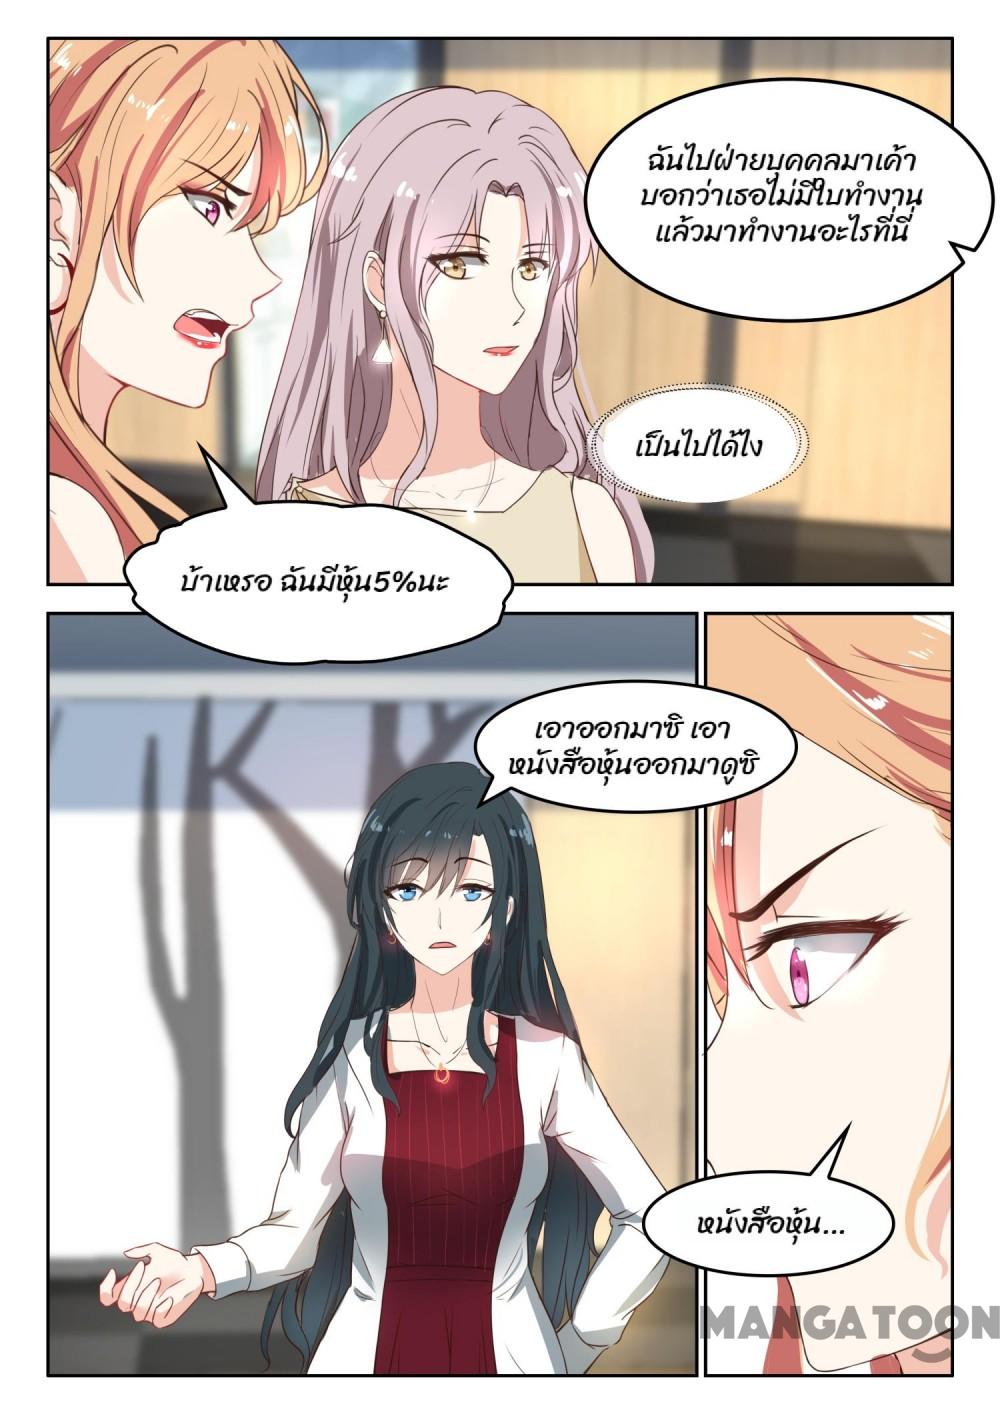 ฉันไปฝ่ายบุคคลมาเค้า
บอกว่าเธอไม่มีใบทำงาน
แล้วมาทำงานอะไรที่นี่
เป็นไปได้ไง
บ้าเหรอ ฉันมีหุ้น5%นะ
เอาออกมาซิ เอา
หนังสือหุ้นออกมาดูซิ
หนังสือหุ้น...
MANGATOON